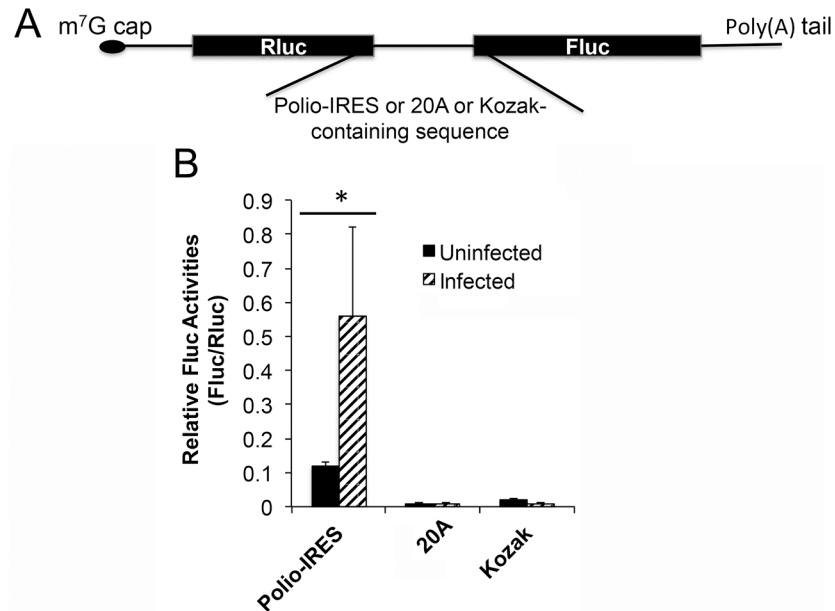 A
m⁷G cap
Rluc
Fluc
Poly(A) tail
Polio-IRES or 20A or Kozak-
containing sequence
B
Relative Fluc Activities
(Fluc/Rluc)
0.9
0.8
0.7
0.6
0.5
0.4
0.3
0.2
0.1
0
*
Uninfected
Infected
Polio-IRES
20A
Kozak